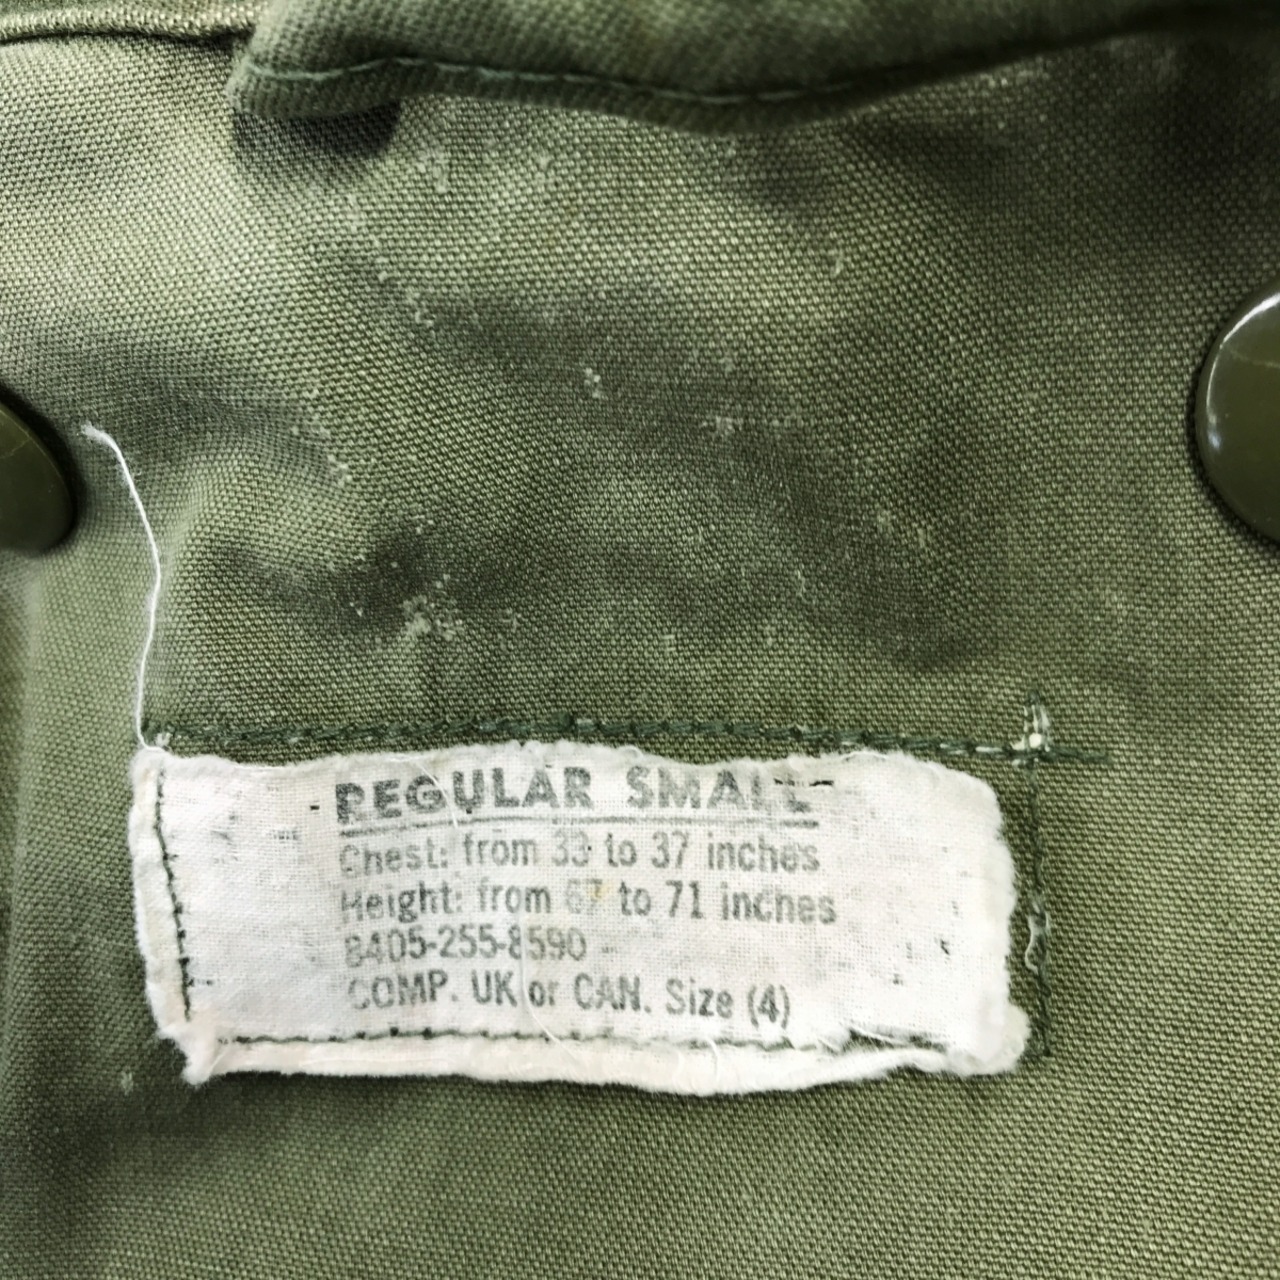 REGULAR SMALL
Chest: from 33 to 37 inches
Height: from 67 to 71 inches
8405-255-8590
COMP. UK or CAN. Size (4)